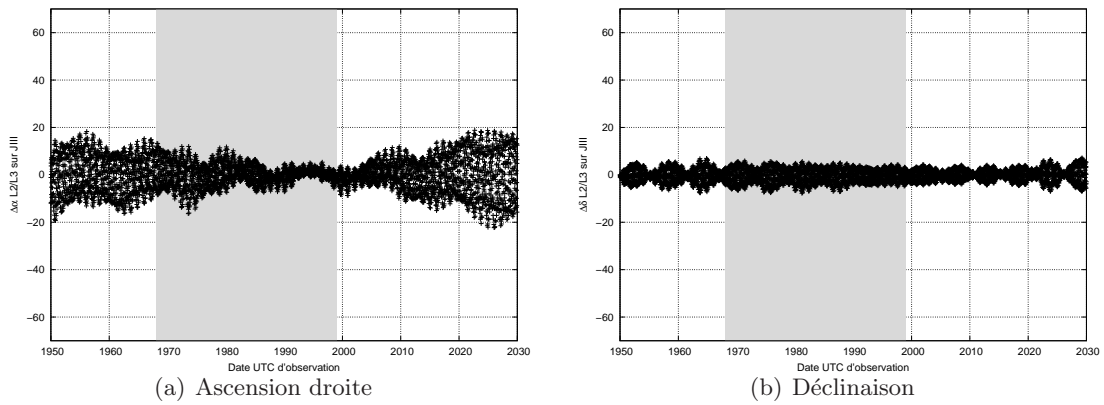 60
40
20
0
−20
−40
−60
Δα L2/L3 sur JIII
1950 1960 1970 1980 1990 2000 2010 2020 2030
Date UTC d'observation
(a) Ascension droite
60
40
20
0
−20
−40
−60
Δδ L2/L3 sur JIII
1950 1960 1970 1980 1990 2000 2010 2020 2030
Date UTC d'observation
(b) Déclinaison